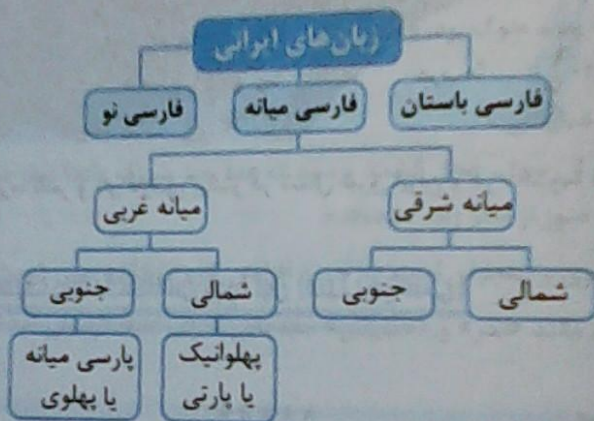 زبان‌های ایرانی
فارسی باستان
فارسی میانه
فارسی نو
میانه شرقی
میانه غربی
شمالی
جنوبی
شمالی
جنوبی
پهلوانیک
یا پارتی
پارسی میانه
یا پهلوی